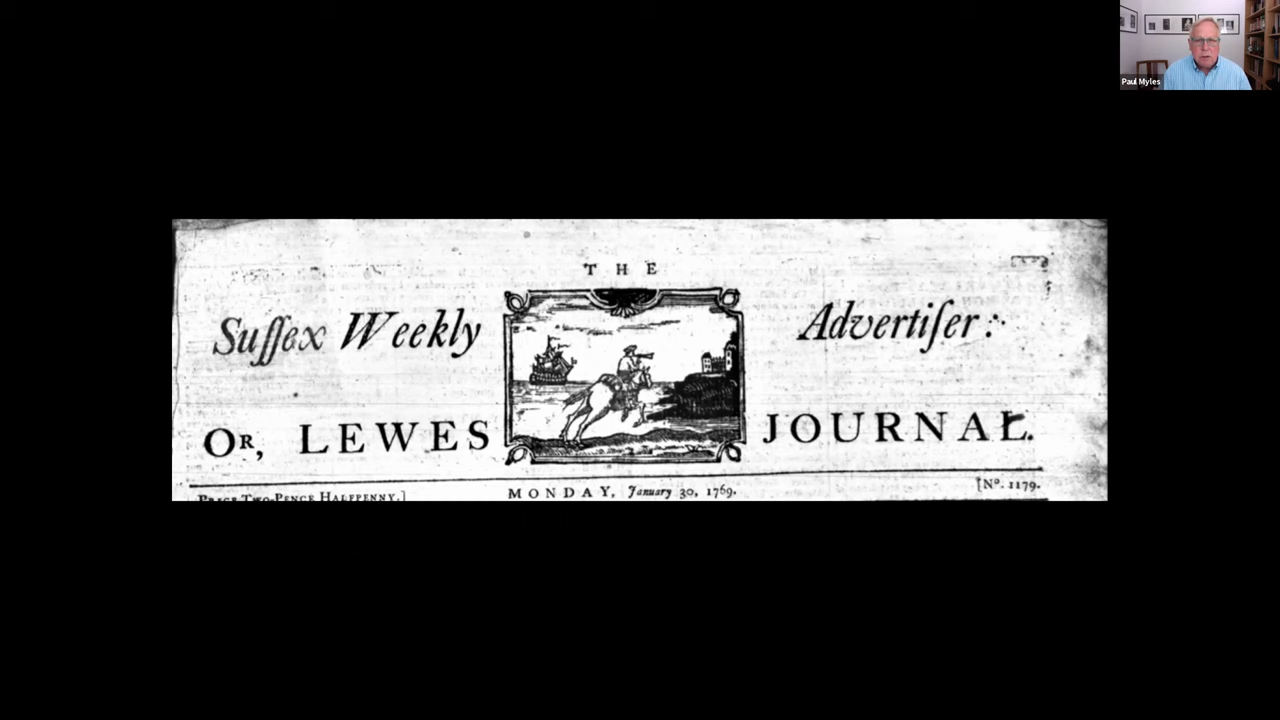 THE
Suſſex Weekly Advertiſer:
OR, LEWES JOURNAL.
PRICE TWO-PENCE HALFPENNY.] MONDAY, January 30, 1769. [No. 1179.
Paul Myles